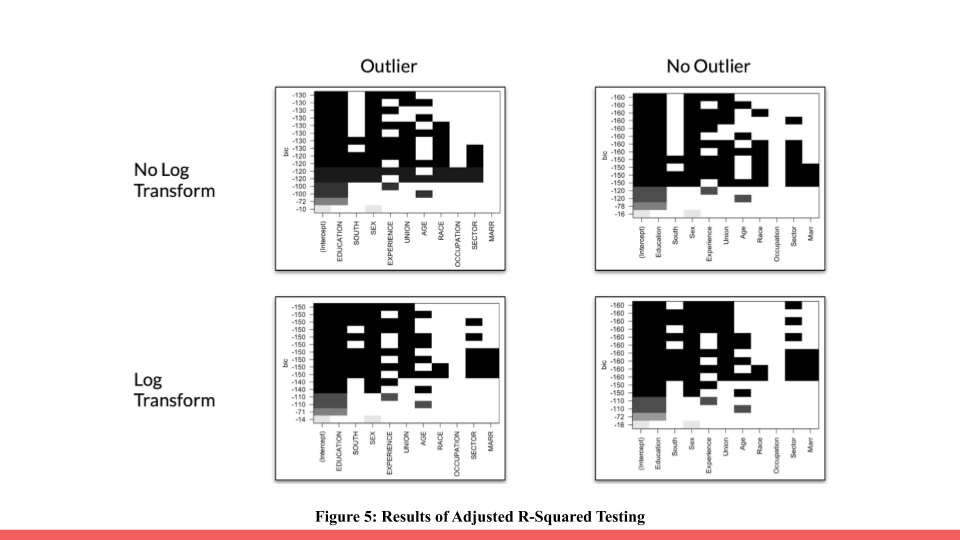 Outlier
No Outlier
No Log
Transform
-130
-130
-130
-130
-130
-130
-130
-120
-120
-120
-120
-120
-100
-100
-72
-10
bic
(Intercept)
EDUCATION
SOUTH
SEX
EXPERIENCE
UNION
AGE
RACE
OCCUPATION
SECTOR
MARR
-160
-160
-160
-160
-160
-160
-160
-160
-150
-150
-150
-150
-120
-120
-78
-16
bic
(Intercept)
Education
South
Sex
Experience
Union
Age
Race
Occupation
Sector
Marr
Log
Transform
-150
-150
-150
-150
-150
-150
-150
-150
-150
-150
-140
-140
-110
-110
-71
-14
bic
(Intercept)
EDUCATION
SOUTH
SEX
EXPERIENCE
UNION
AGE
RACE
OCCUPATION
SECTOR
MARR
-160
-160
-160
-160
-160
-160
-160
-160
-160
-160
-150
-150
-110
-110
-72
-16
bic
(Intercept)
Education
South
Sex
Experience
Union
Age
Race
Occupation
Sector
Marr
Figure 5: Results of Adjusted R-Squared Testing